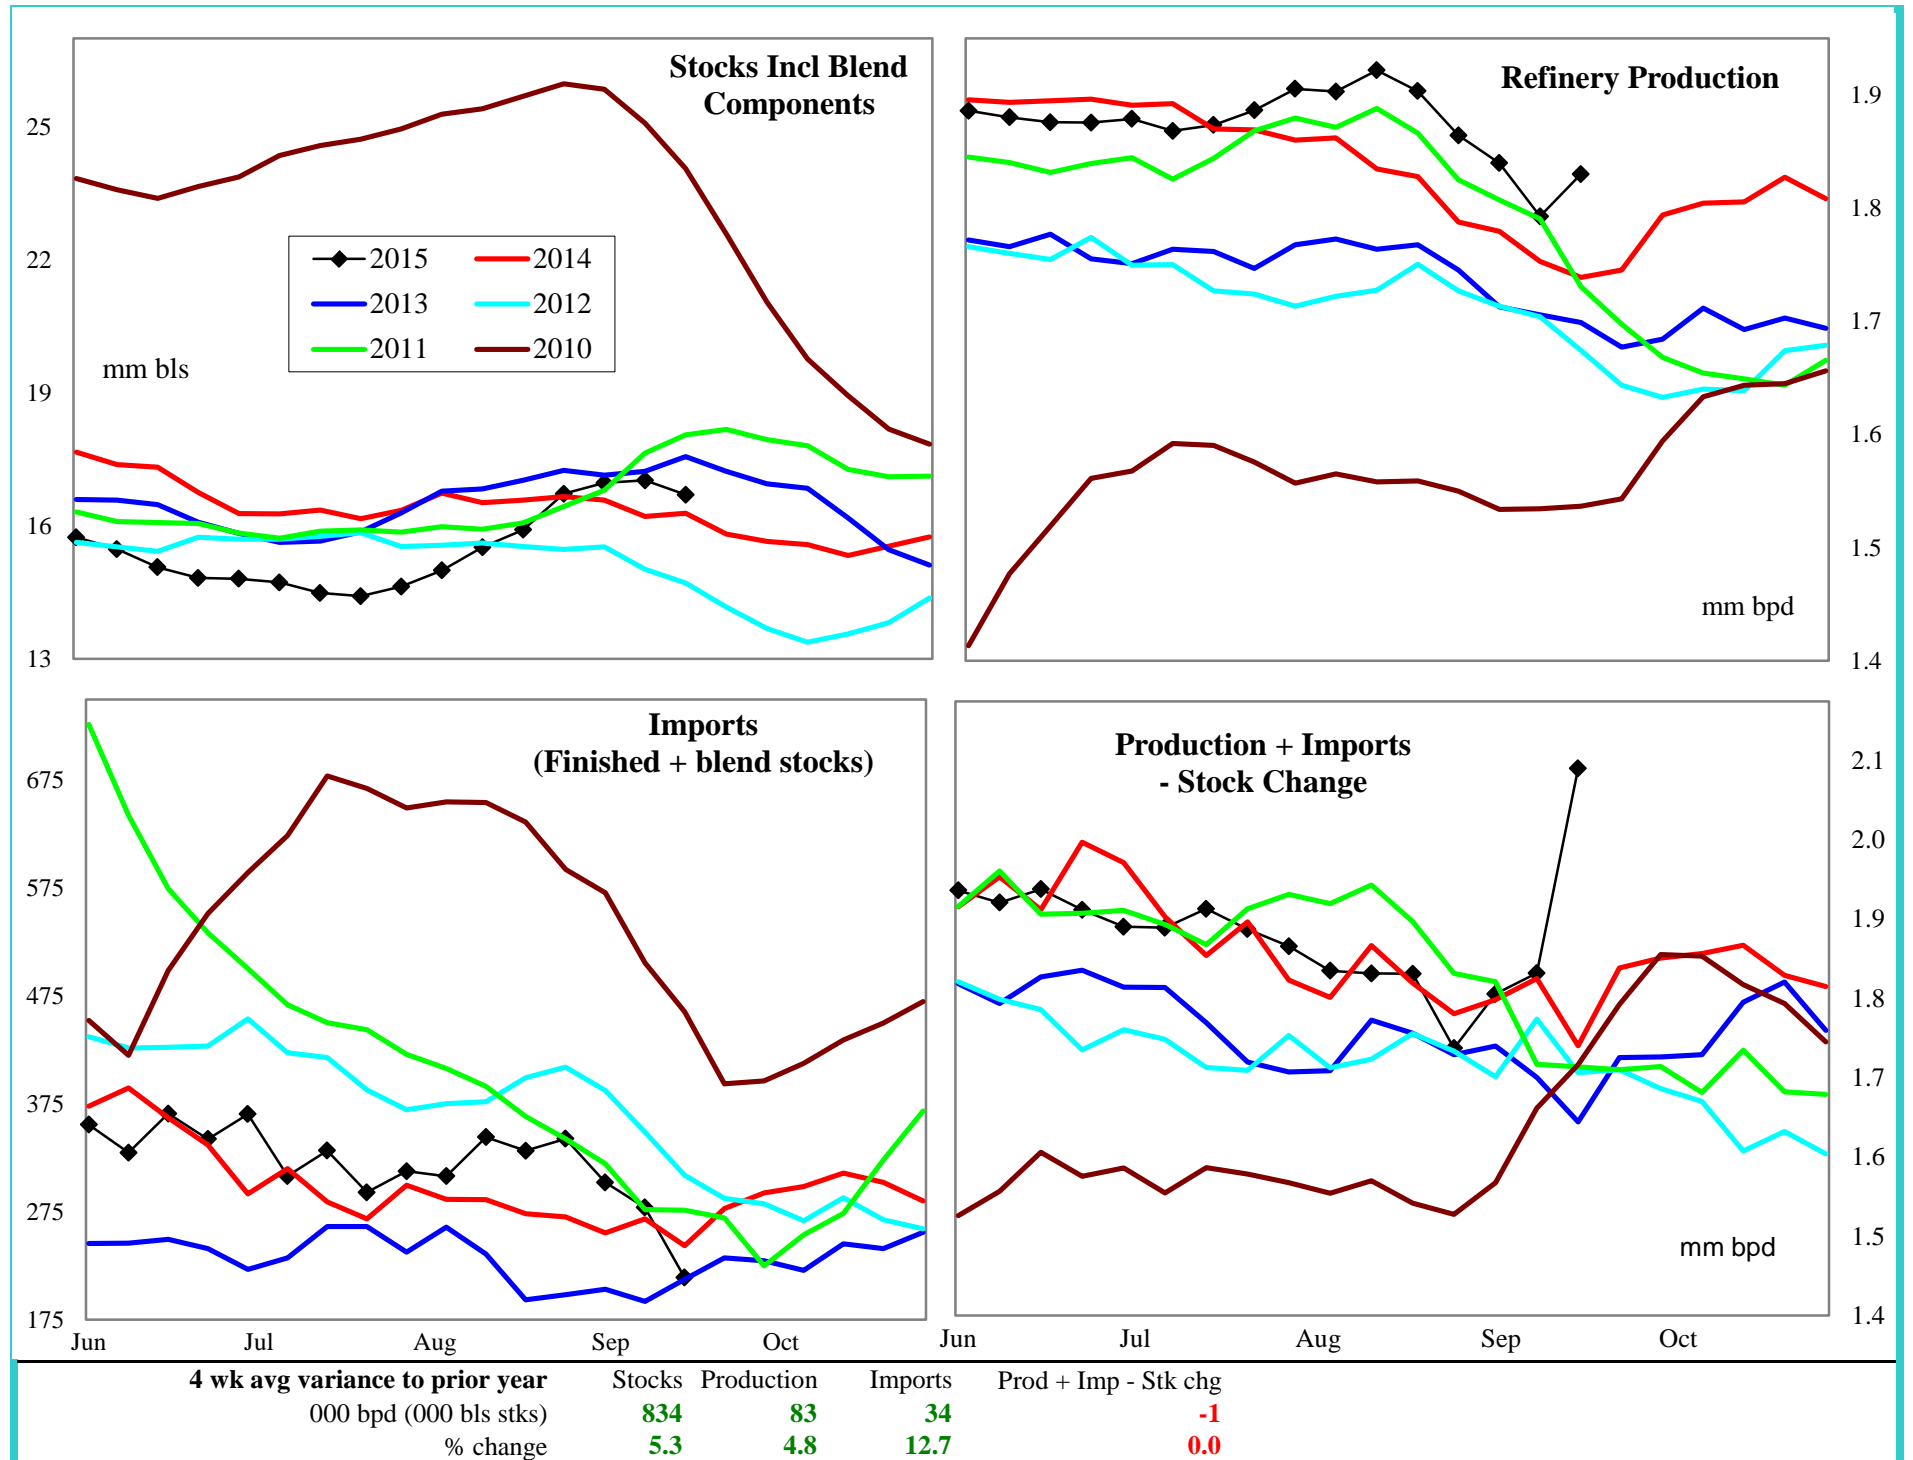 Stocks Incl Blend
Components
25
22
19
16
13
mm bls
2015 2014
2013 2012
2011 2010
Refinery Production
1.9
1.8
1.7
1.6
1.5
1.4
mm bpd
Imports
(Finished + blend stocks)
675
575
475
375
275
175
Jun Jul Aug Sep Oct
Production + Imports
- Stock Change
2.1
2.0
1.9
1.8
1.7
1.6
1.5
1.4
mm bpd
Jun Jul Aug Sep Oct
4 wk avg variance to prior year Stocks Production Imports Prod + Imp - Stk chg
000 bpd (000 bls stks) 834 83 34 -1
% change 5.3 4.8 12.7 0.0